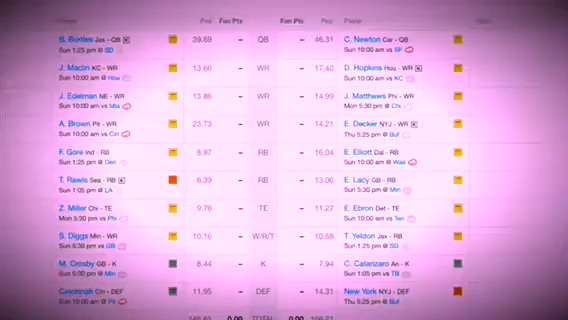 Proj Fan Pts Fan Pts Proj Player
B. Bortles Jax - QB 39.69 – QB – 46.31 C. Newton Car - QB
Sun 1:25 pm @ SD Sun 10:00 am vs SF
J. Maclin KC - WR 13.66 – WR – 17.40 D. Hopkins Hou - WR
Sun 10:00 am @ Hou Sun 10:00 am vs KC
J. Edelman NE - WR 13.86 – WR – 14.99 J. Matthews Phi - WR
Sun 10:00 am vs Mia Mon 5:30 pm @ Chi
A. Brown Pit - WR 23.73 – WR – 14.21 E. Decker NYJ - WR
Sun 10:00 am vs Cin Thu 5:25 pm @ Buf
F. Gore Ind - RB 8.97 – RB – 16.04 E. Elliott Dal - RB
Sun 1:25 pm @ Den Sun 10:00 am @ Was
T. Rawls Sea - RB 6.39 – RB – 13.06 E. Lacy GB - RB
Sun 1:05 pm @ LA Sun 5:30 pm @ Min
Z. Miller Chi - TE 9.76 – TE – 11.27 E. Ebron Det - TE
Mon 5:30 pm vs Phi Sun 10:00 am vs Ten
S. Diggs Min - WR 10.16 – W/R/T – 10.68 T. Yeldon Jax - RB
Sun 5:30 pm vs GB Sun 1:25 pm @ SD
M. Crosby GB - K 8.44 – K – 7.94 C. Catanzaro Ari - K
Sun 5:30 pm @ Min Sun 1:05 pm vs TB
Cincinnati Cin - DEF 11.95 – DEF – 14.31 New York NYJ - DEF
Sun 10:00 am @ Pit Thu 5:25 pm @ Buf
0.00 TOTAL 0.00